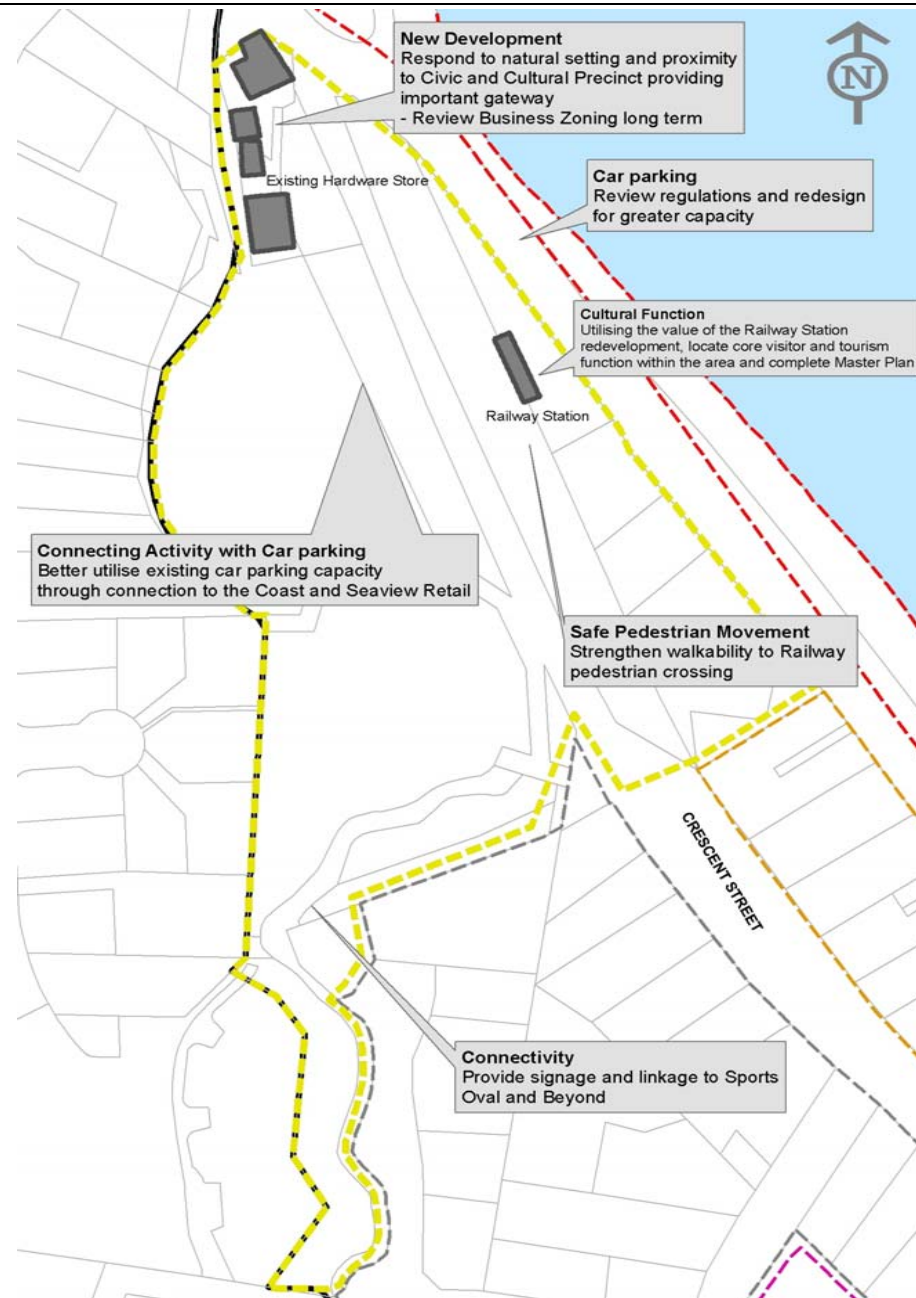 New Development
Respond to natural setting and proximity
to Civic and Cultural Precinct providing
important gateway
- Review Business Zoning long term
N
Existing Hardware Store
Car parking
Review regulations and redesign
for greater capacity
Cultural Function
Utilising the value of the Railway Station
redevelopment, locate core visitor and tourism
function within the area and complete Master Plan
Railway Station
Connecting Activity with Car parking
Better utilise existing car parking capacity
through connection to the Coast and Seaview Retail
Safe Pedestrian Movement
Strengthen walkability to Railway
pedestrian crossing
CRESCENT STREET
Connectivity
Provide signage and linkage to Sports
Oval and Beyond